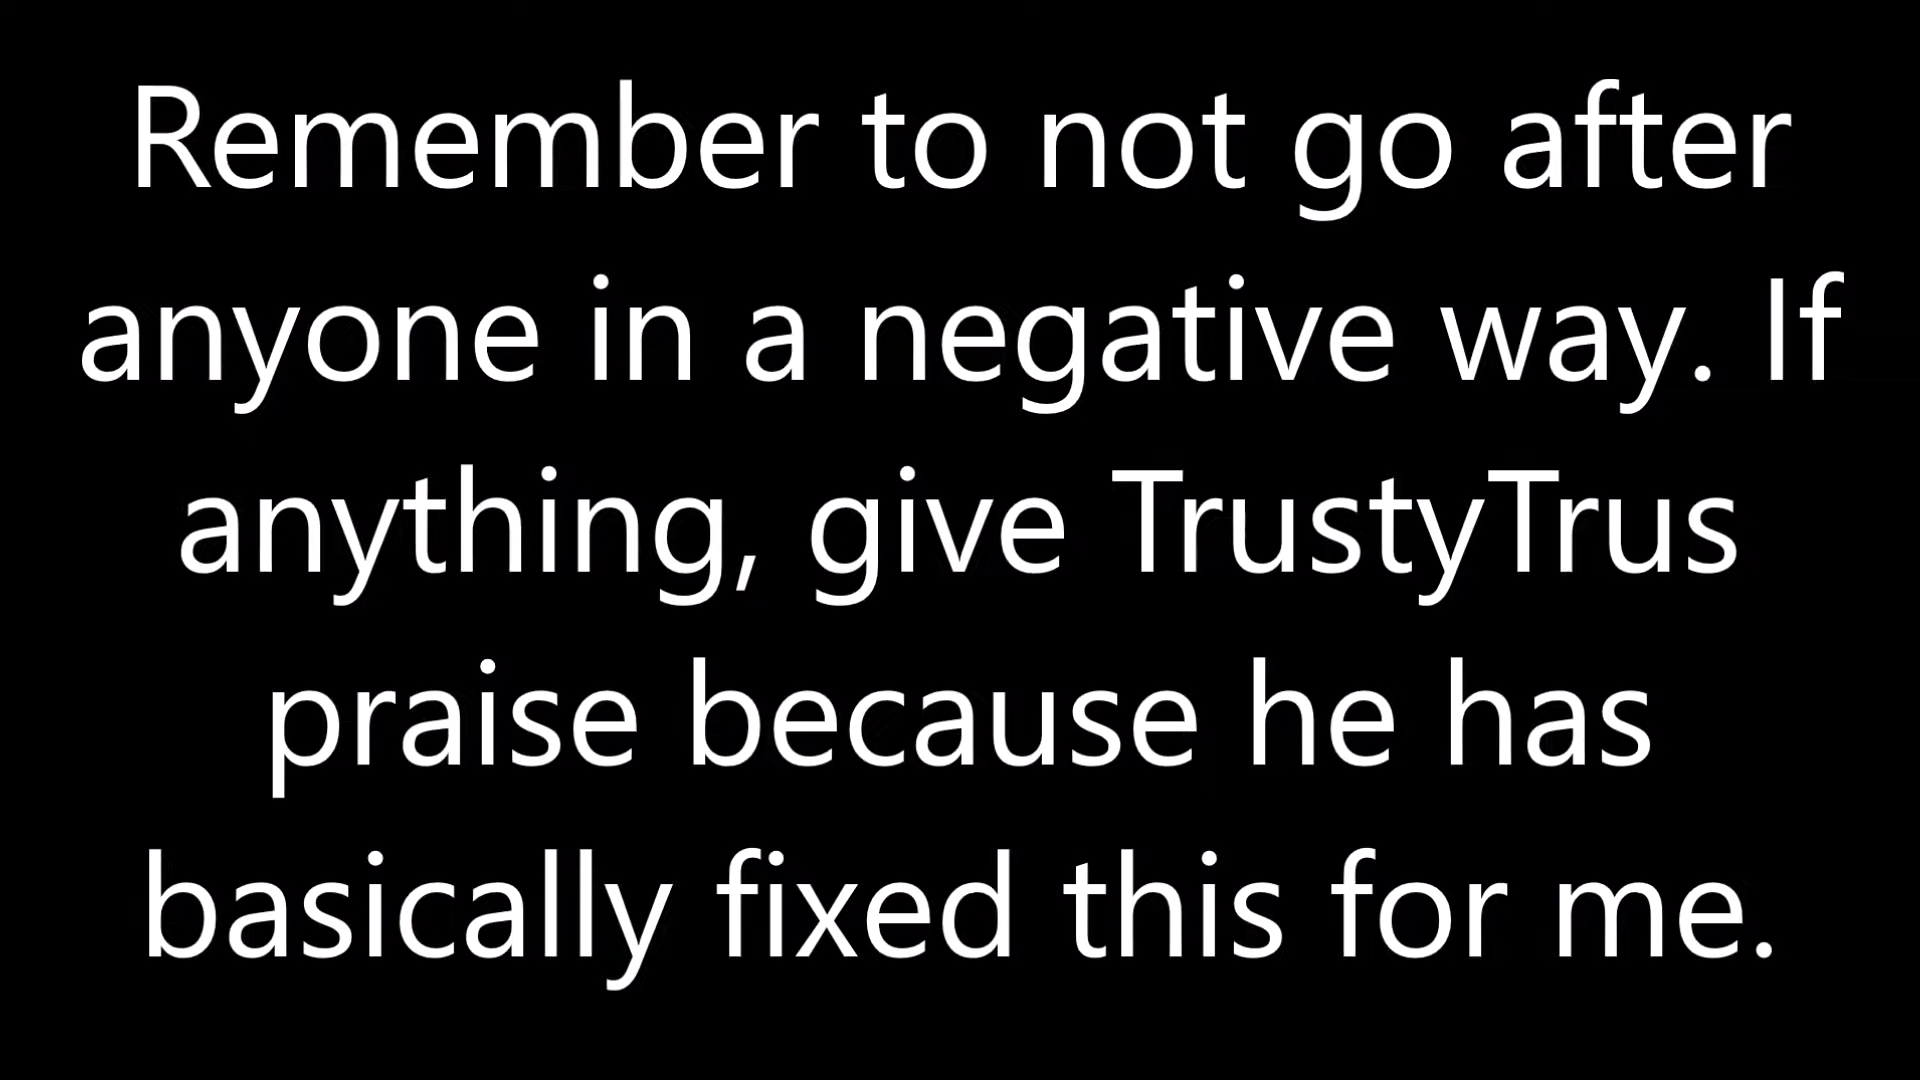 Remember to not go after
anyone in a negative way. If
anything, give TrustyTrus
praise because he has
basically fixed this for me.